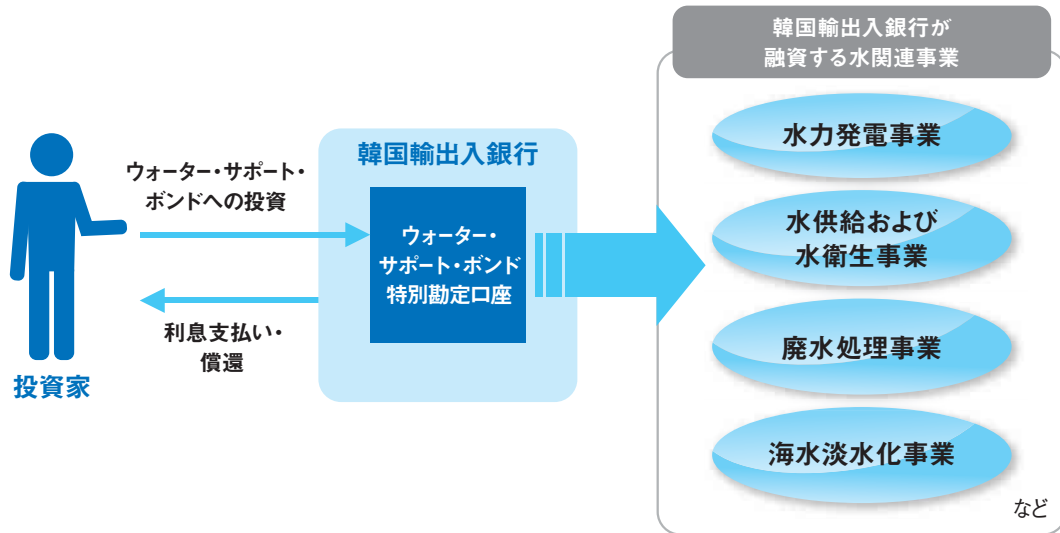 韓国輸出入銀行が
融資する水関連事業
水力発電事業
水供給および
水衛生事業
廃水処理事業
海水淡水化事業
など
韓国輸出入銀行
ウォーター・
サポート・ボンド
特別勘定口座
ウォーター・サポート・
ボンドへの投資
利息支払い・
償還
投資家